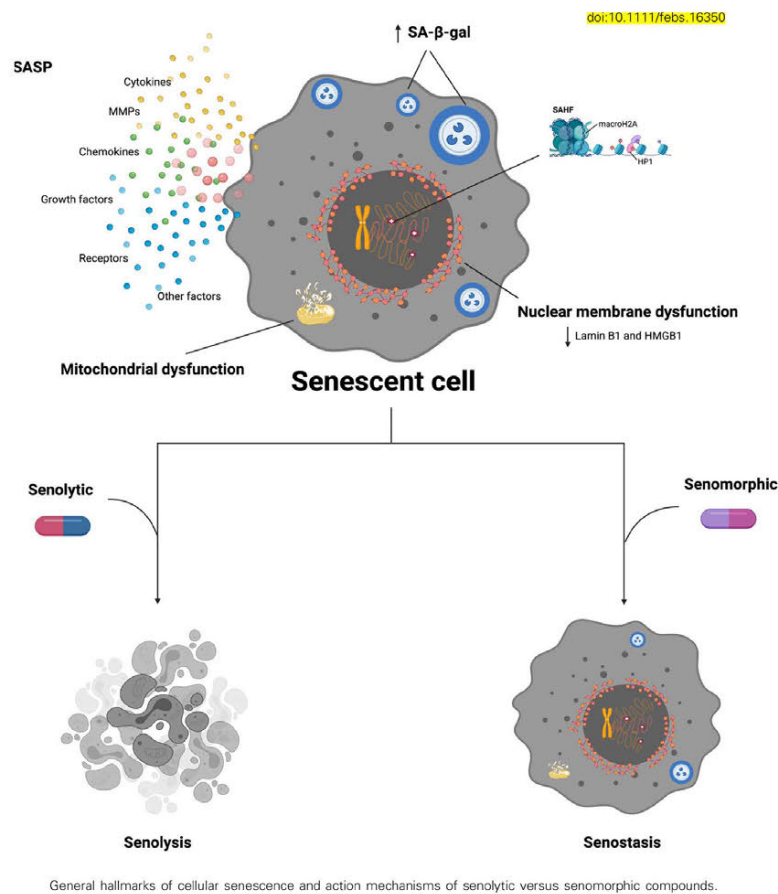 doi:10.1111/febs.16350
↑ SA-β-gal
SASP
Cytokines
MMPs
Chemokines
Growth factors
Receptors
Other factors
SAHF
macroH2A
HP1
Nuclear membrane dysfunction
↓ Lamin B1 and HMGB1
Mitochondrial dysfunction
Senescent cell
Senolytic
Senomorphic
Senolysis
Senostasis
General hallmarks of cellular senescence and action mechanisms of senolytic versus senomorphic compounds.